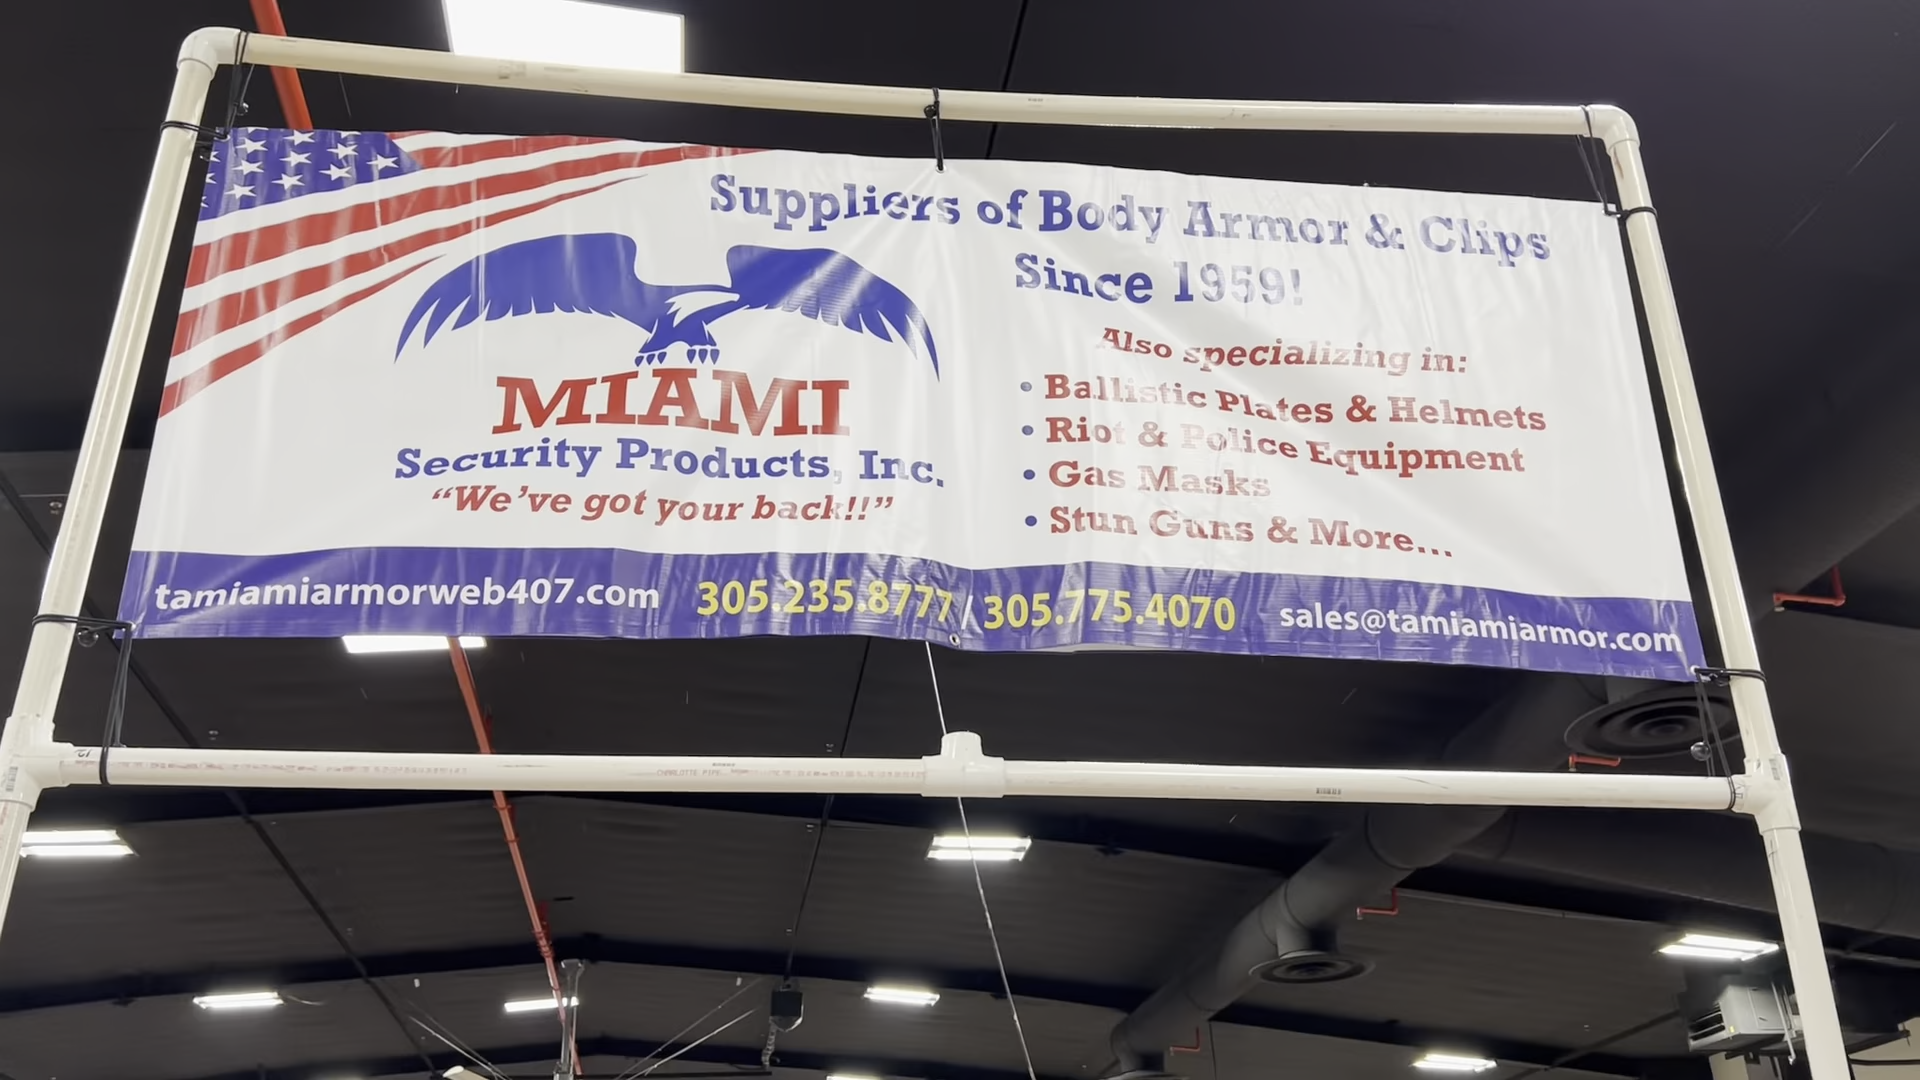 Suppliers of Body Armor & Clips
Since 1959!
MIAMI
Security Products, Inc.
“We’ve got your back!!”
Also specializing in:
• Ballistic Plates & Helmets
• Riot & Police Equipment
• Gas Masks
• Stun Guns & More...
tamiamiarmorweb407.com 305.235.8777 / 305.775.4070 sales@tamiamiarmor.com
CHARLOTTE PIPE